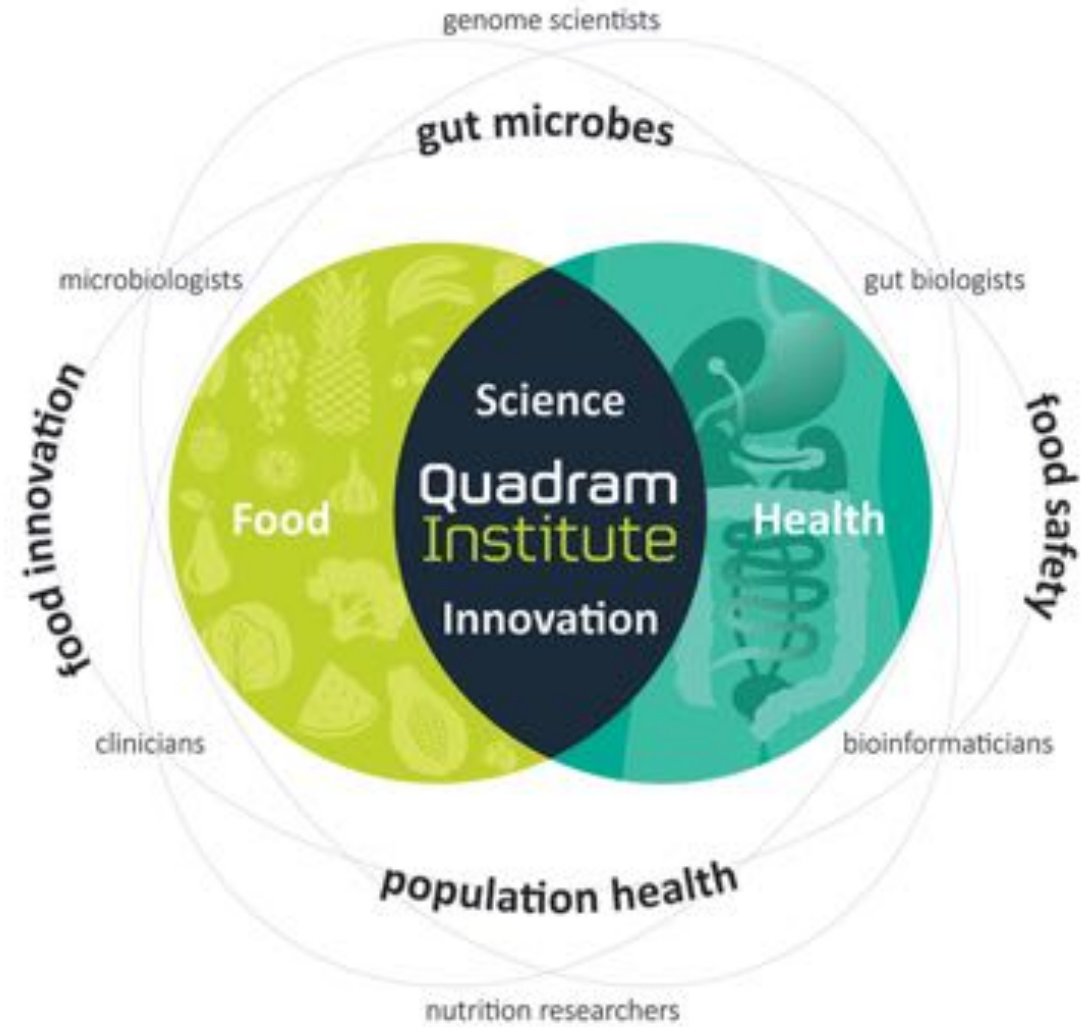 genome scientists
gut microbes
microbiologists
gut biologists
food innovation
food safety
Science
Quadram
Institute
Food
Health
Innovation
clinicians
bioinformaticians
population health
nutrition researchers